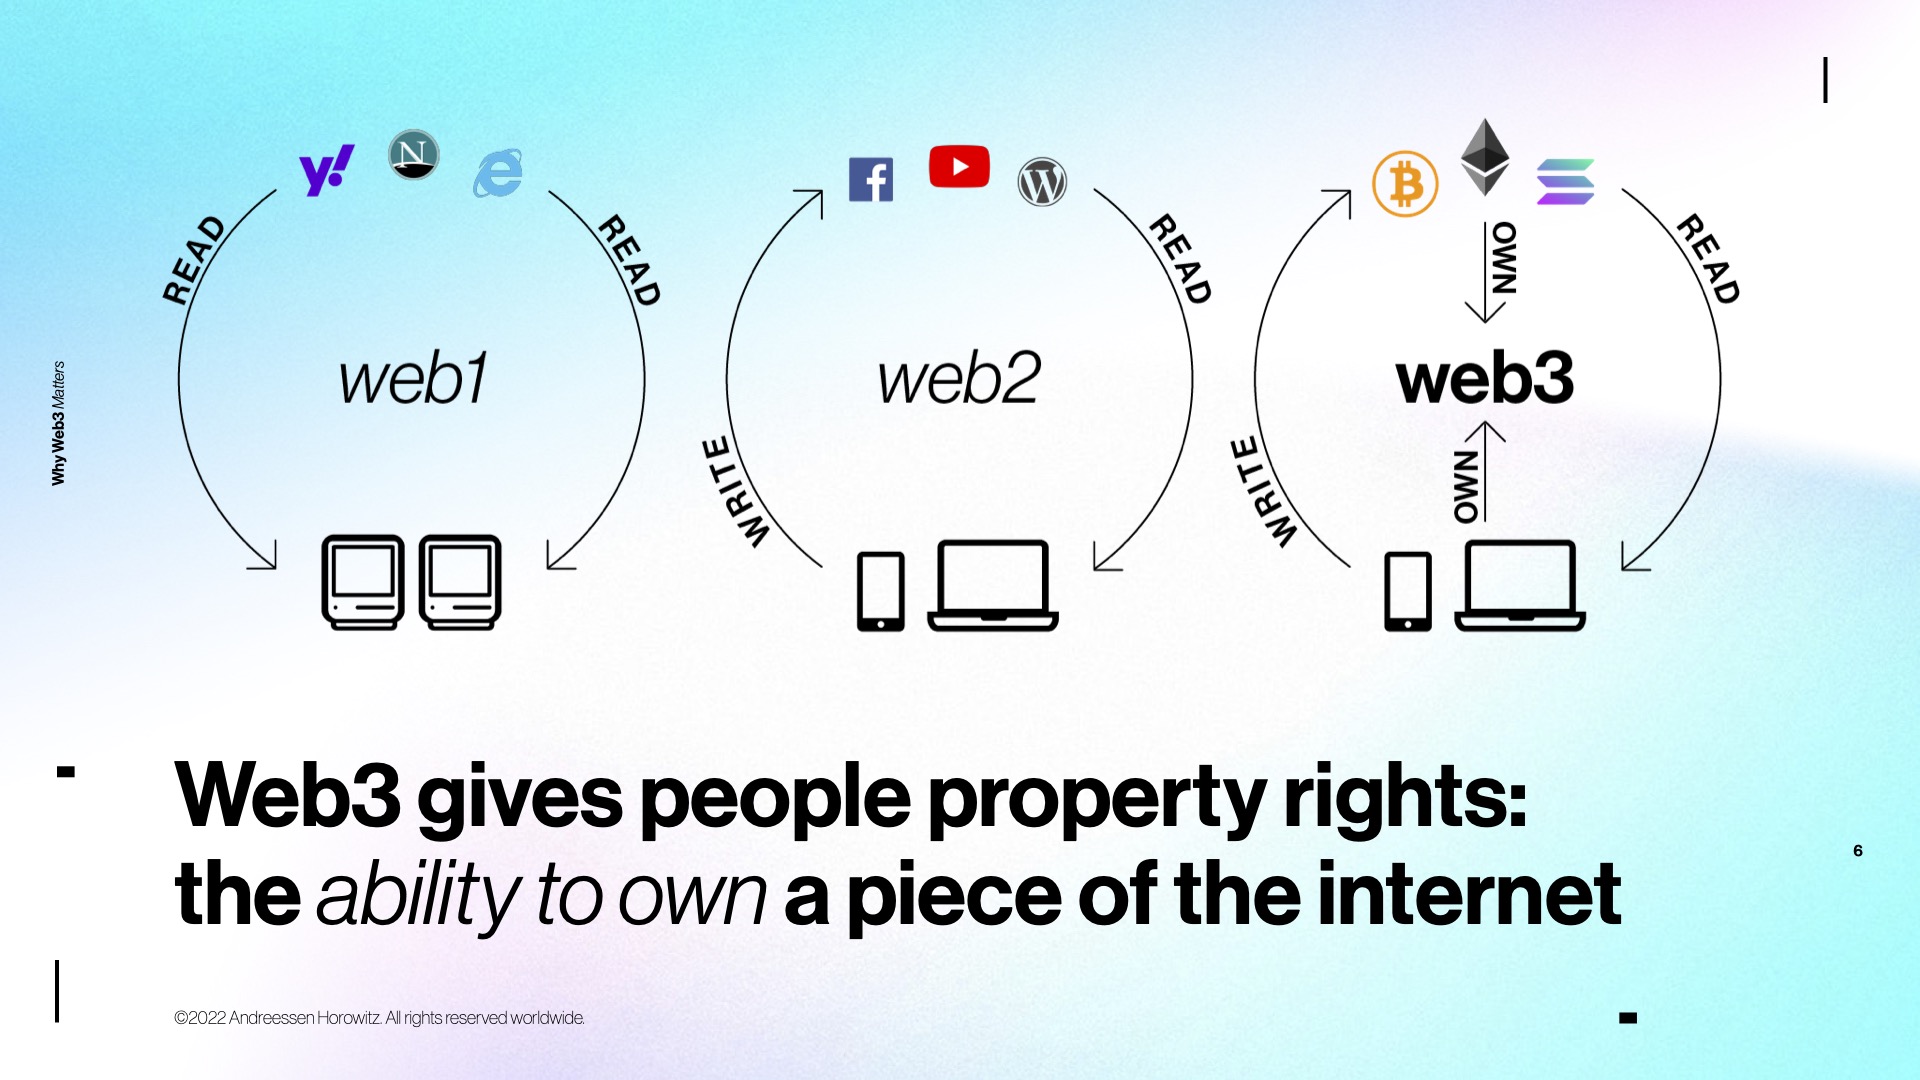 READ
READ
web1
READ
WRITE
web2
OWN
READ
web3
WRITE
OWN
Why Web3 Matters
Web3 gives people property rights:
the ability to own a piece of the internet
6
©2022 Andreessen Horowitz. All rights reserved worldwide.